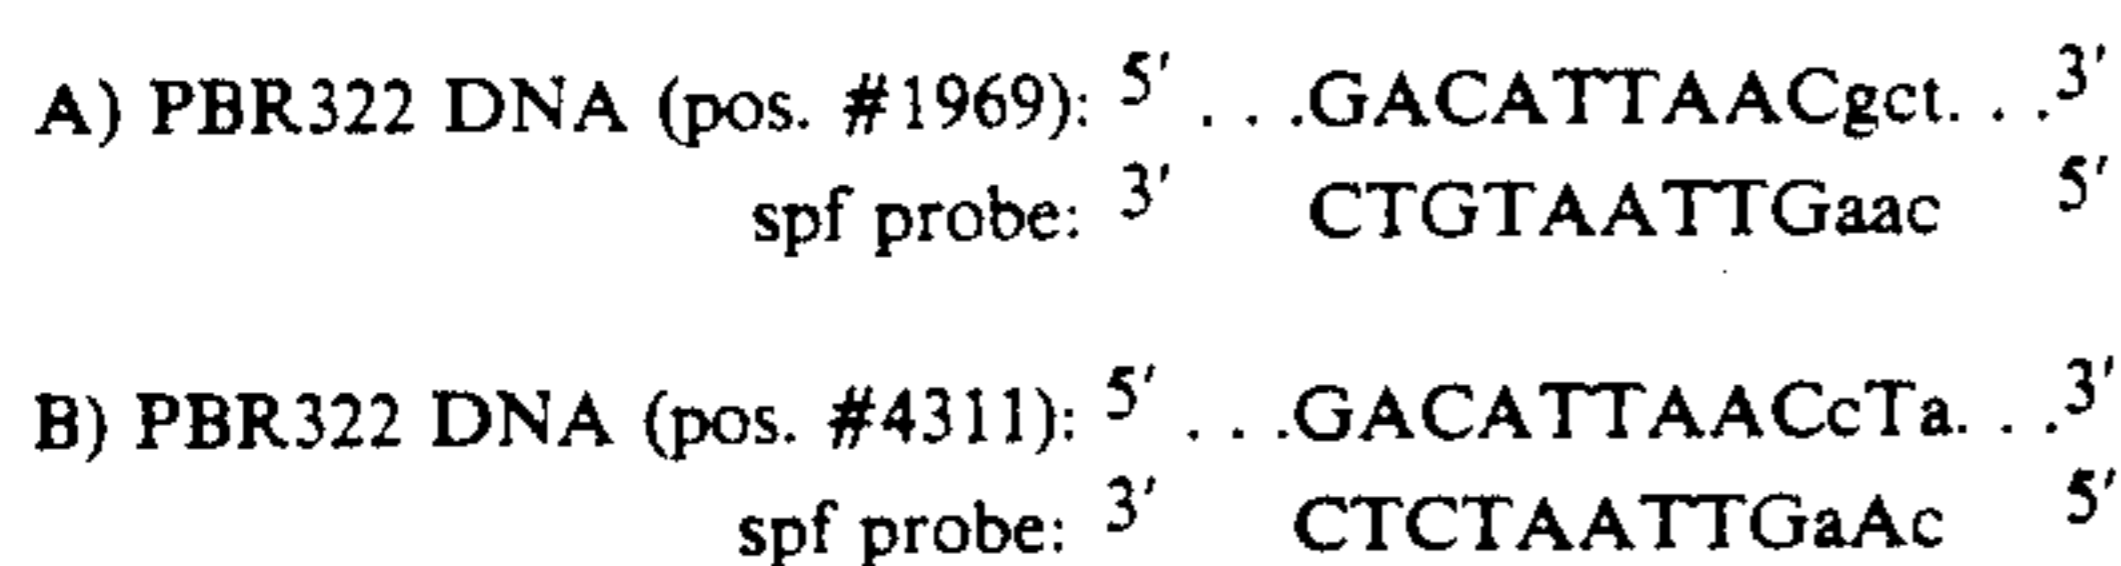 A) PBR322 DNA (pos. #1969): 5' . . .GACATTAACgct. . .3'
spf probe: 3' CTGTAATTGaac 5'
B) PBR322 DNA (pos. #4311): 5' . . .GACATTAACcTa. . .3'
spf probe: 3' CTCTAATTGaAc 5'